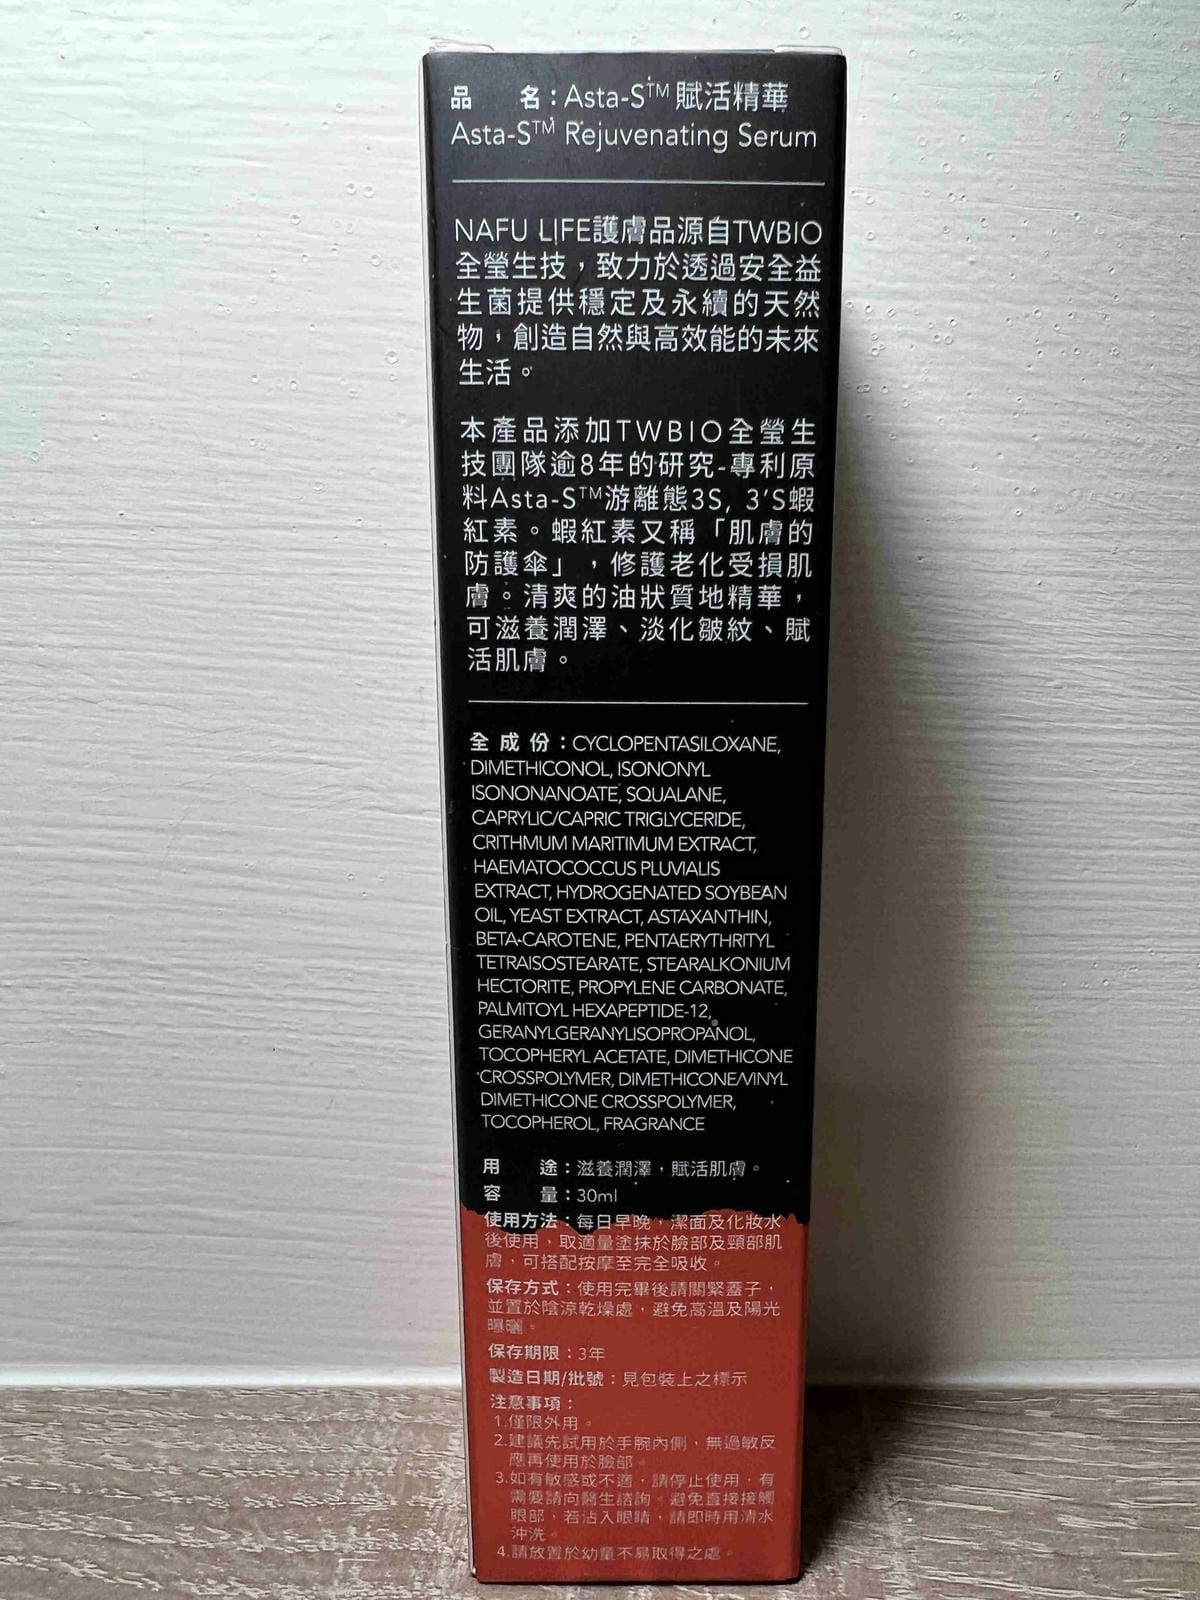 品 名：Asta-S™ 賦活精華
Asta-S™ Rejuvenating Serum
NAFU LIFE護膚品源自TWBIO
全瑩生技，致力於透過安全益
生菌提供穩定及永續的天然
物，創造自然與高效能的未來
生活。
本產品添加TWBIO全瑩生
技團隊逾8年的研究-專利原
料Asta-S™游離態3S, 3'S蝦
紅素。蝦紅素又稱「肌膚的
防護傘」，修護老化受損肌
膚。清爽的油狀質地精華，
可滋養潤澤、淡化皺紋、賦
活肌膚。
全成份：CYCLOPENTASILOXANE,
DIMETHICONOL, ISONONYL
ISONONANOATE, SQUALANE,
CAPRYLIC/CAPRIC TRIGLYCERIDE,
CRITHMUM MARITIMUM EXTRACT,
HAEMATOCOCCUS PLUVIALIS
EXTRACT, HYDROGENATED SOYBEAN
OIL, YEAST EXTRACT, ASTAXANTHIN,
BETA-CAROTENE, PENTAERYTHRITYL
TETRAISOSTEARATE, STEARALKONIUM
HECTORITE, PROPYLENE CARBONATE,
PALMITOYL HEXAPEPTIDE-12,
GERANYLGERANYLISOPROPANOL,
TOCOPHERYL ACETATE, DIMETHICONE
CROSSPOLYMER, DIMETHICONE/VINYL
DIMETHICONE CROSSPOLYMER,
TOCOPHEROL, FRAGRANCE
用 途：滋養潤澤，賦活肌膚。
容 量：30ml
使用方法：每日早晚，潔面及化妝水
後使用，取適量塗抹於臉部及頸部肌
膚，可搭配按摩至完全吸收。
保存方式：使用完畢後請關緊蓋子，
並置於陰涼乾燥處，避免高溫及陽光
曝曬。
保存期限：3年
製造日期/批號：見包裝上之標示
注意事項：
1.僅限外用。
2.建議先試用於手腕內側，無過敏反
應再使用於臉部。
3.如有敏感或不適，請停止使用，有
需要請向醫生諮詢。避免直接接觸
眼部，若沾入眼睛，請即時用清水
沖洗。
4.請放置於幼童不易取得之處。